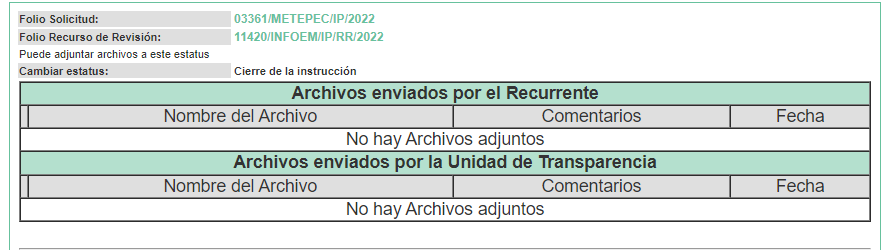 Folio Solicitud: 03361/METEPEC/IP/2022
Folio Recurso de Revisión: 11420/INFOEM/IP/RR/2022
Puede adjuntar archivos a este estatus
Cambiar estatus: Cierre de la instrucción
Archivos enviados por el Recurrente
Nombre del Archivo Comentarios Fecha
No hay Archivos adjuntos
Archivos enviados por la Unidad de Transparencia
Nombre del Archivo Comentarios Fecha
No hay Archivos adjuntos